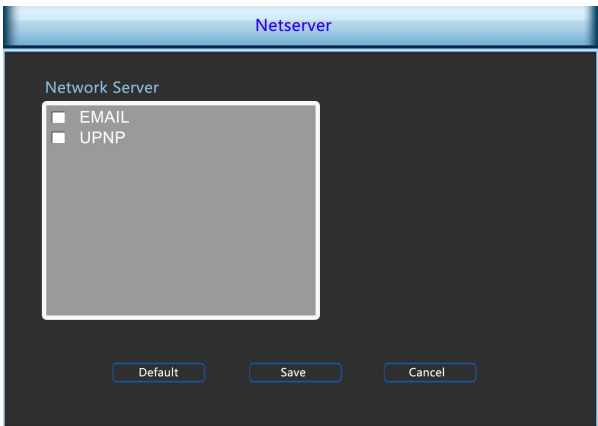 Netserver
Network Server
EMAIL
UPNP
Default Save Cancel